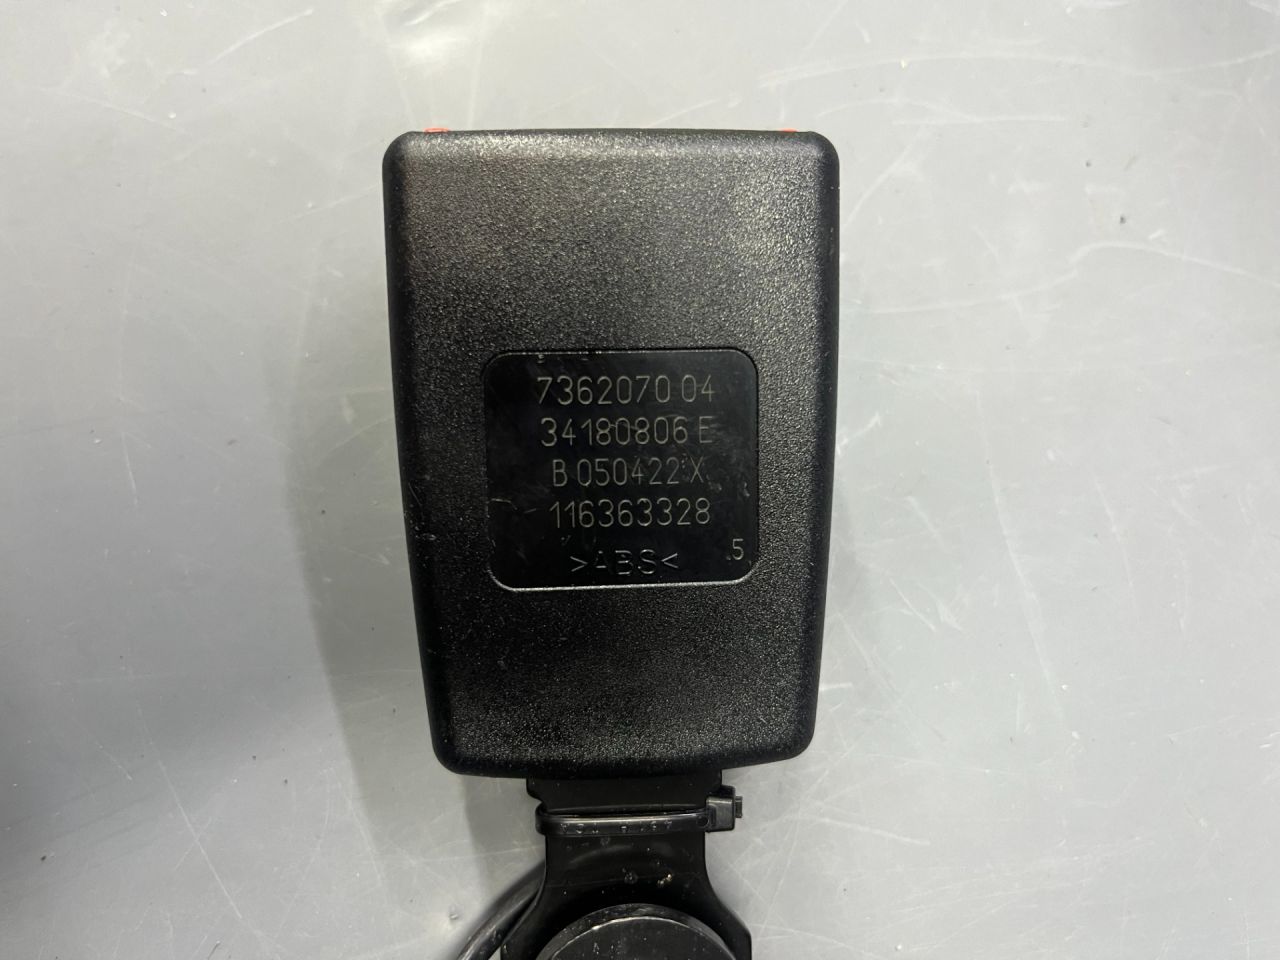 7362070 04
34180806 E
B 050422 X
116363328
.5
>ABS<